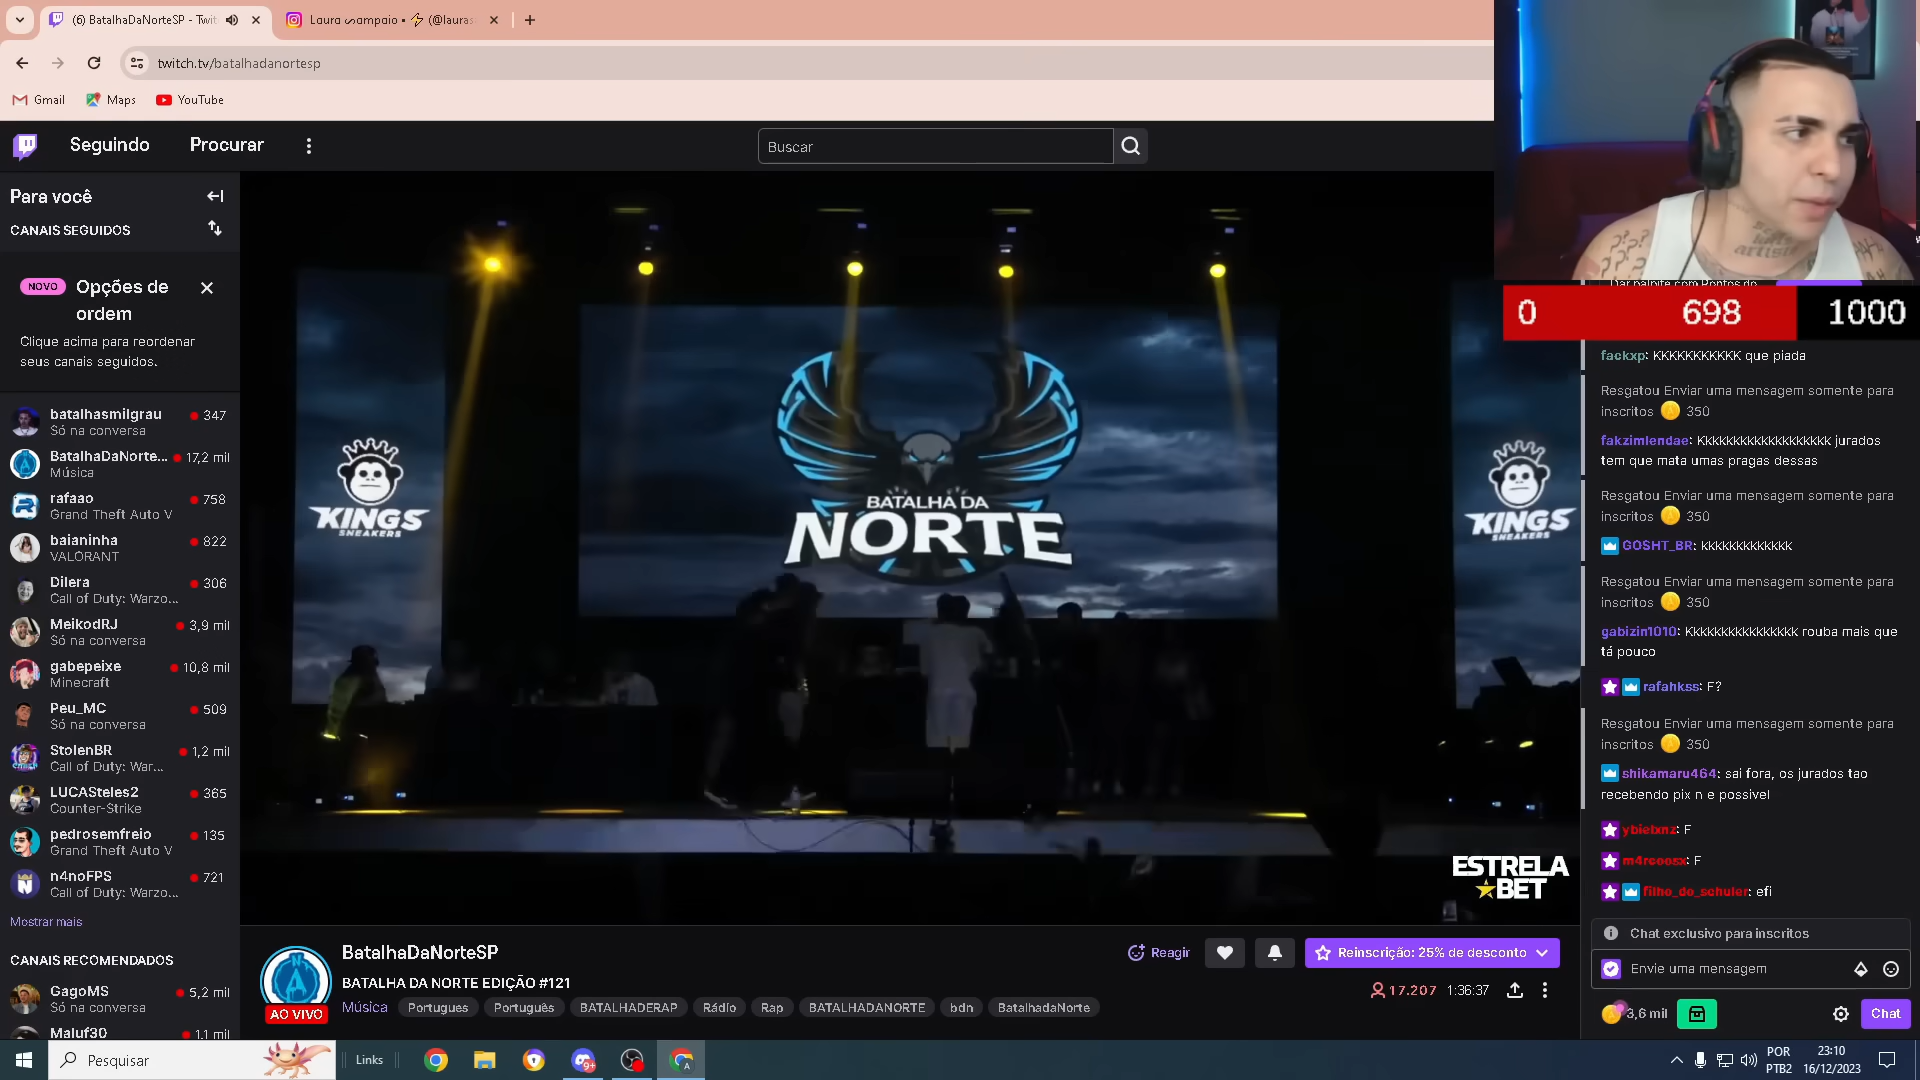 (6) BatalhaDaNorteSP - Twit
Laura
twitch.tv/batalhadanortesp
Gmail
Maps
YouTube
Seguindo
Procurar
Buscar
Para você
CANAIS SEGUIDOS
NOVO
Opções de
ordem
Clique acima para reordenar
seus canais seguidos.
batalhasmilgrau 347
Só na conversa
BatalhaDaNorte... 17,2 mil
Música
rafaao 758
Grand Theft Auto V
baianinha 822
VALORANT
Dilera 306
Call of Duty: Warzo...
MeikodRJ 3,9 mil
Só na conversa
gabepeixe 10,8 mil
Minecraft
Peu_MC 509
Só na conversa
StolenBR 1,2 mil
Call of Duty: War...
LUCASteles2 365
Counter-Strike
pedrosemfreio 135
Grand Theft Auto V
n4noFPS 721
Call of Duty: Warzo...
Mostrar mais
CANAIS RECOMENDADOS
GagoMS 5,2 mil
Só na conversa
Maluf30 1,1 mil
KINGS
SNEAKERS
BATALHA DA
NORTE
KINGS
SNEAKERS
ESTRELA
BET
AO VIVO
BatalhaDaNorteSP
BATALHA DA NORTE EDIÇÃO #121
Música Portugues Português BATALHADERAP Rádio Rap BATALHADANORTE bdn BatalhadaNorte
Reagir
Reinscrição: 25% de desconto
17.207 1:36:37
Dar palpite com Pontos do
0 698 1000
fackxp: KKKKKKKKKKK que piada
Resgatou Enviar uma mensagem somente para
inscritos 350
fakzimlendae: Kkkkkkkkkkkkkkkkkkk jurados
tem que mata umas pragas dessas
Resgatou Enviar uma mensagem somente para
inscritos 350
GOSHT_BR: kkkkkkkkkkkkk
Resgatou Enviar uma mensagem somente para
inscritos 350
gabizin1010: Kkkkkkkkkkkkkkkk rouba mais que
tá pouco
rafahkss: F?
Resgatou Enviar uma mensagem somente para
inscritos 350
shikamaru464: sai fora, os jurados tao
recebendo pix n e possivel
ybielxnz: F
m4rcoosx: F
filho_do_schuler: efi
Chat exclusivo para inscritos
Envie uma mensagem
3,6 mil
Chat
Pesquisar
Links
9+
POR
PTB2
23:10
16/12/2023